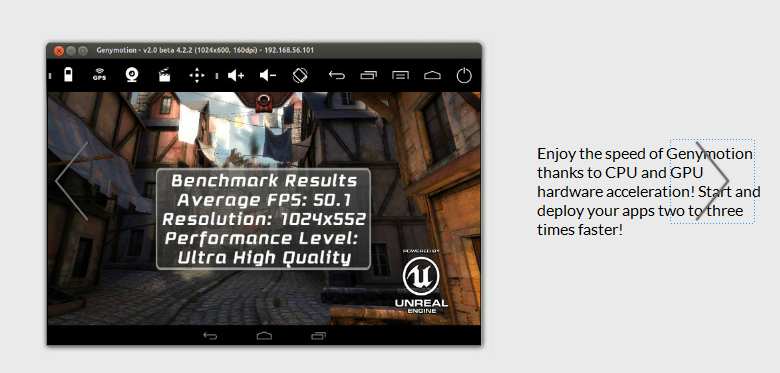 Genymotion - v2.0 beta 4.2.2 (1024x600, 160dpi) - 192.168.56.101
GPS
Benchmark Results
Average FPS: 50.1
Resolution: 1024x552
Performance Level:
Ultra High Quality
POWERED BY
UNREAL
ENGINE
Enjoy the speed of Genymotion
thanks to CPU and GPU
hardware acceleration! Start and
deploy your apps two to three
times faster!